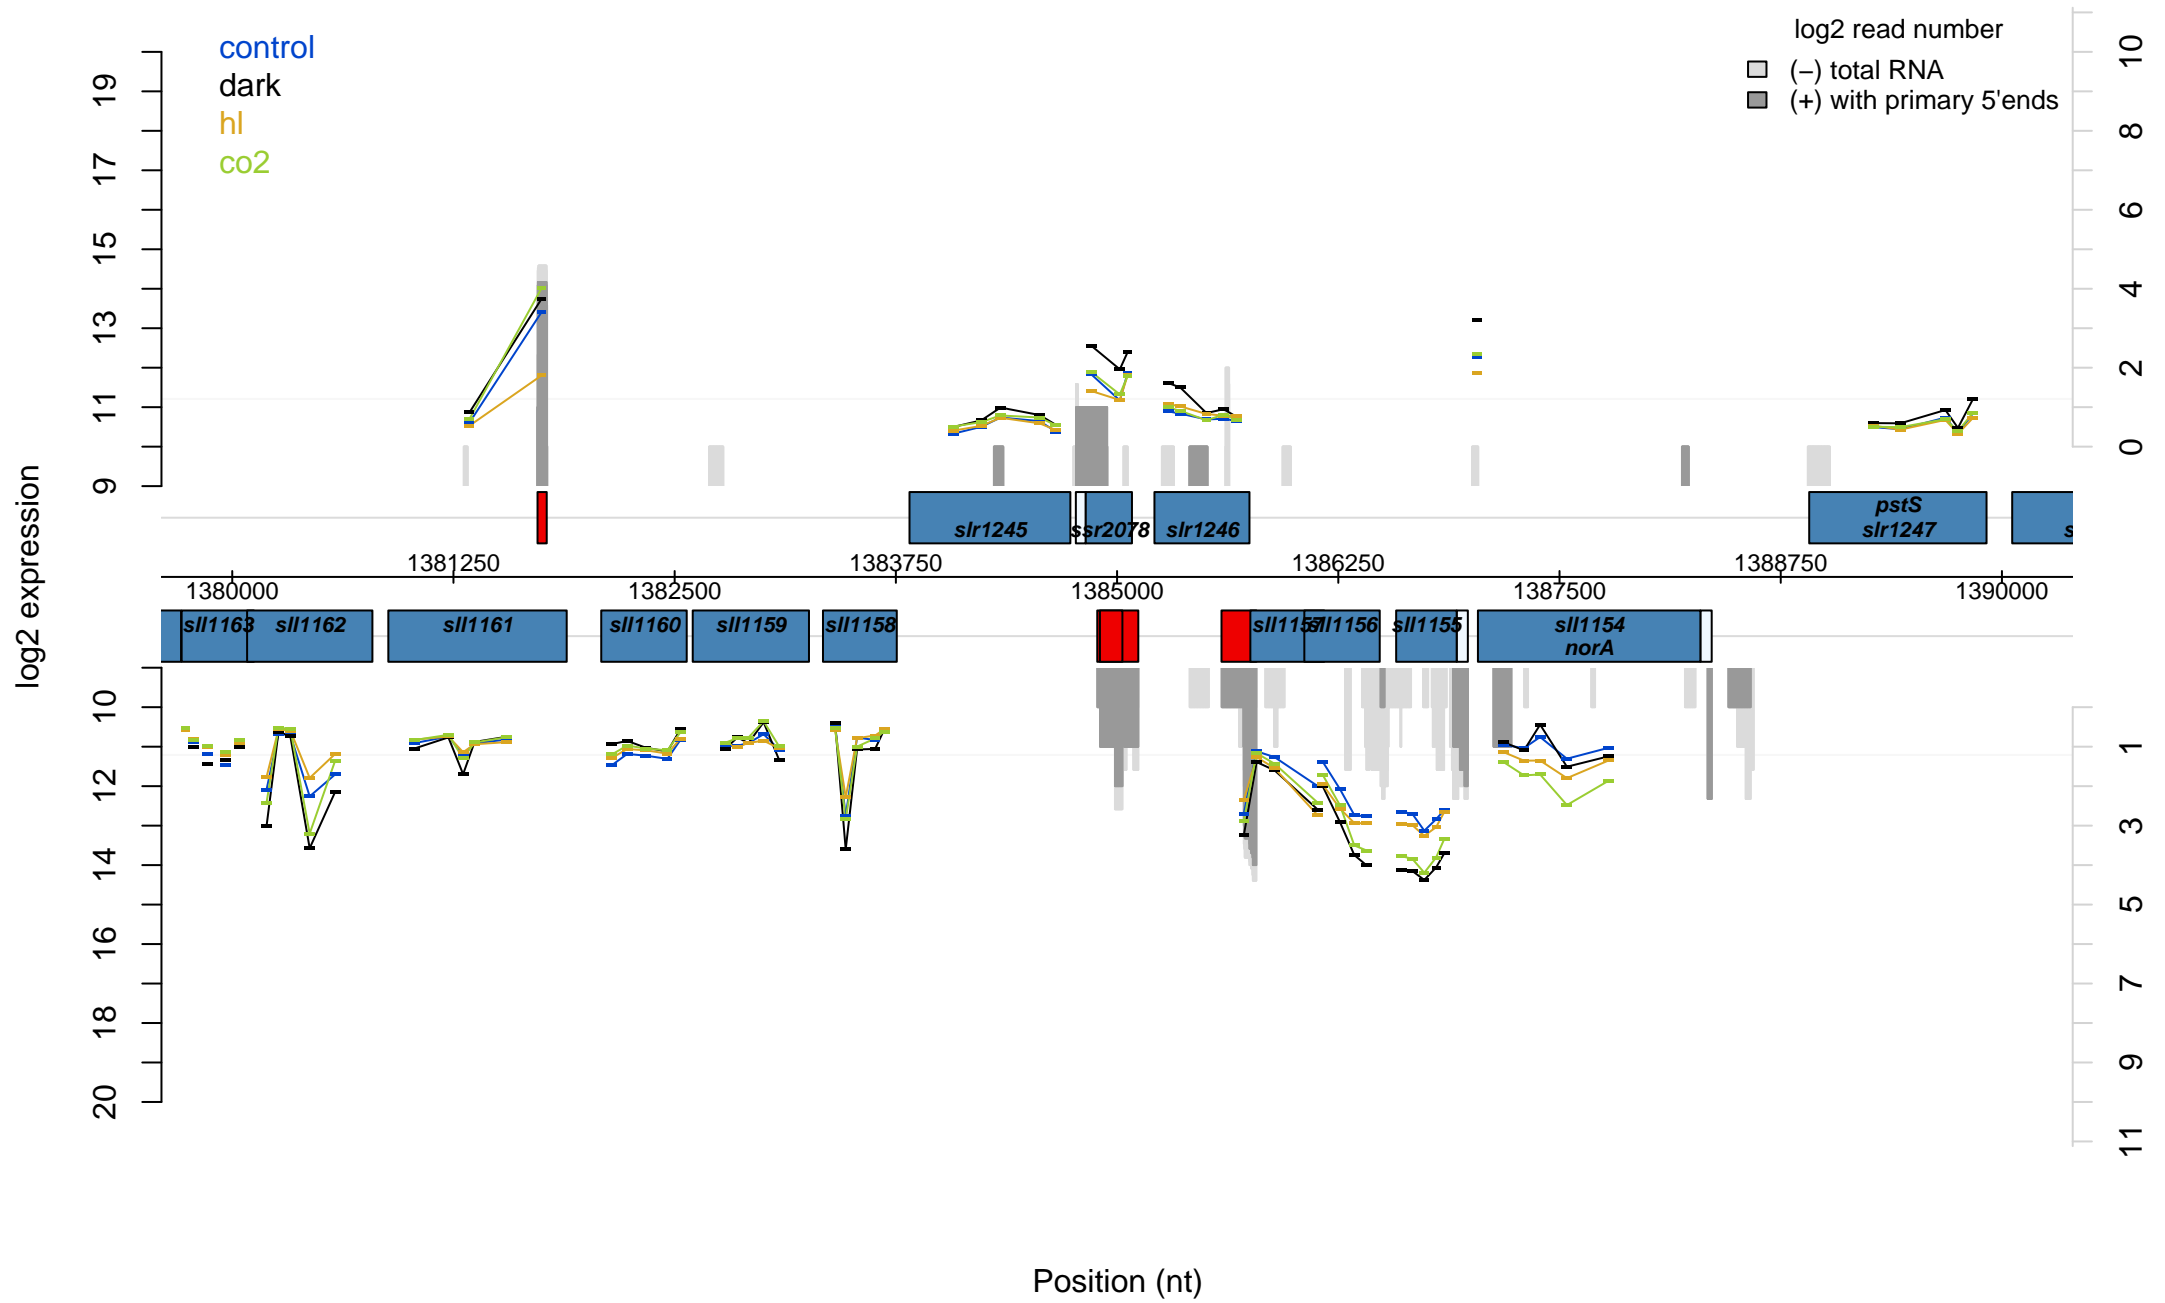 control
dark
hl
co2
log2 read number
(−) total RNA
(+) with primary 5'ends
19
17
15
13
11
9
10
8
6
4
2
0
log2 expression
slr1245
ssr2078
slr1246
pstS
slr1247
s
1381250
1383750
1386250
1388750
1380000
1382500
1385000
1387500
1390000
sll1163
sll1162
sll1161
sll1160
sll1159
sll1158
sll1157
sll1156
sll1155
sll1154
norA
10
12
14
16
18
20
1
3
5
7
9
11
Position (nt)